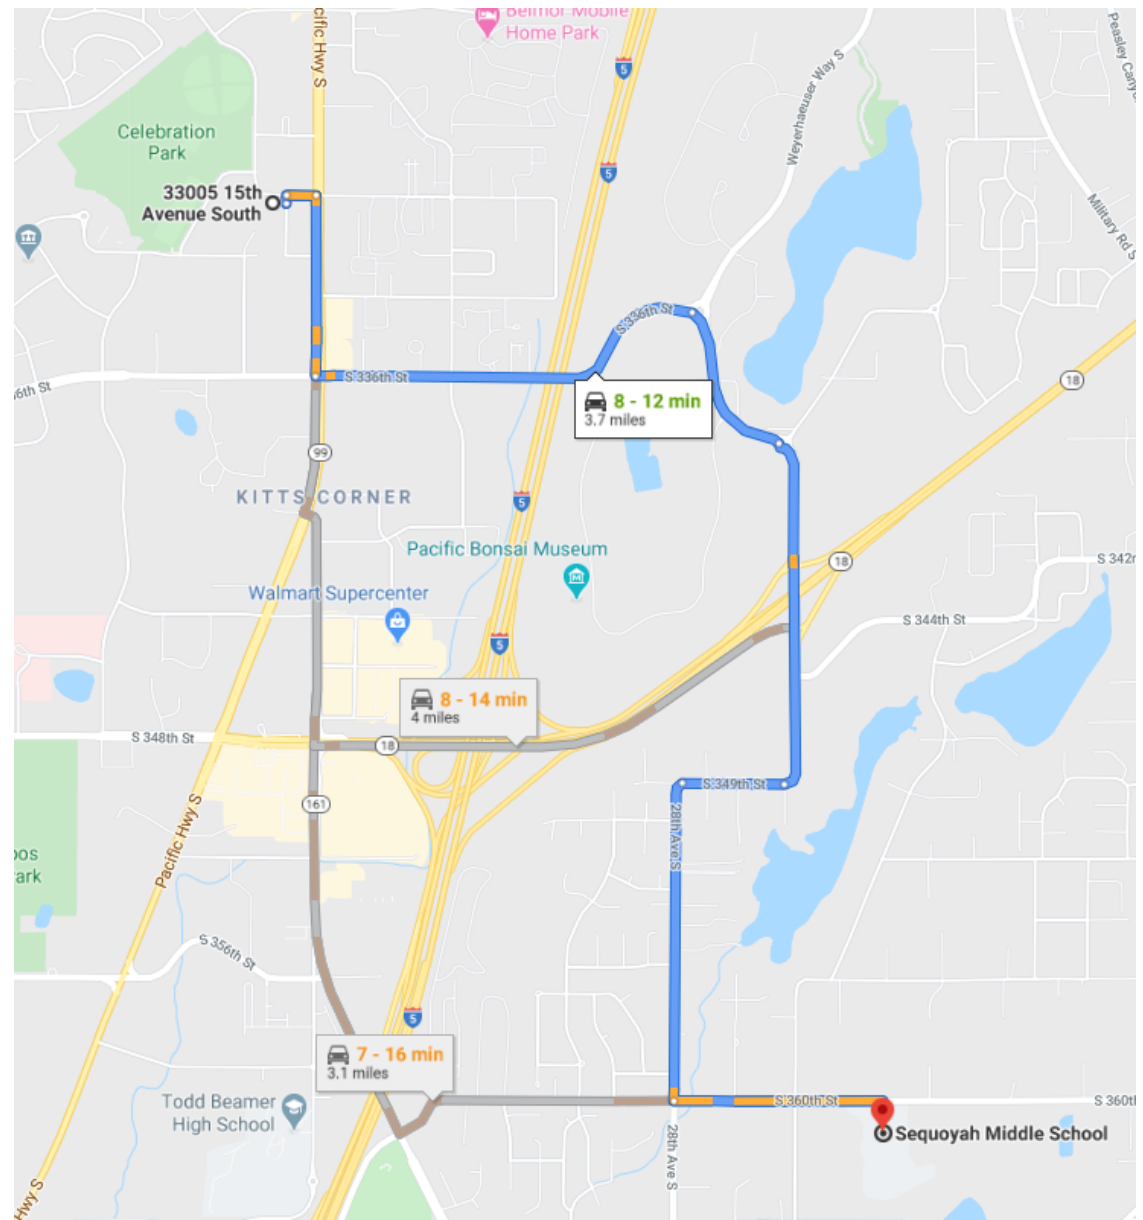 Belmor Mobile
Home Park
5
Pacific Hwy S
Weyerhaeuser Way S
Peasley Cany
Celebration
Park
5
33005 15th
Avenue South
Military Rd S
S 336th St
S 336th St
6th St
18
8 - 12 min
3.7 miles
99
KITTS CORNER
5
Pacific Bonsai Museum
18
S 342n
Walmart Supercenter
S 344th St
5
8 - 14 min
4 miles
S 348th St
18
S 349th St
161
28th Ave S
Pacific Hwy S
os
ark
S 356th St
5
7 - 16 min
3.1 miles
Todd Beamer
High School
S 360th St
S 360th
Sequoyah Middle School
28th Ave S
Hwy S